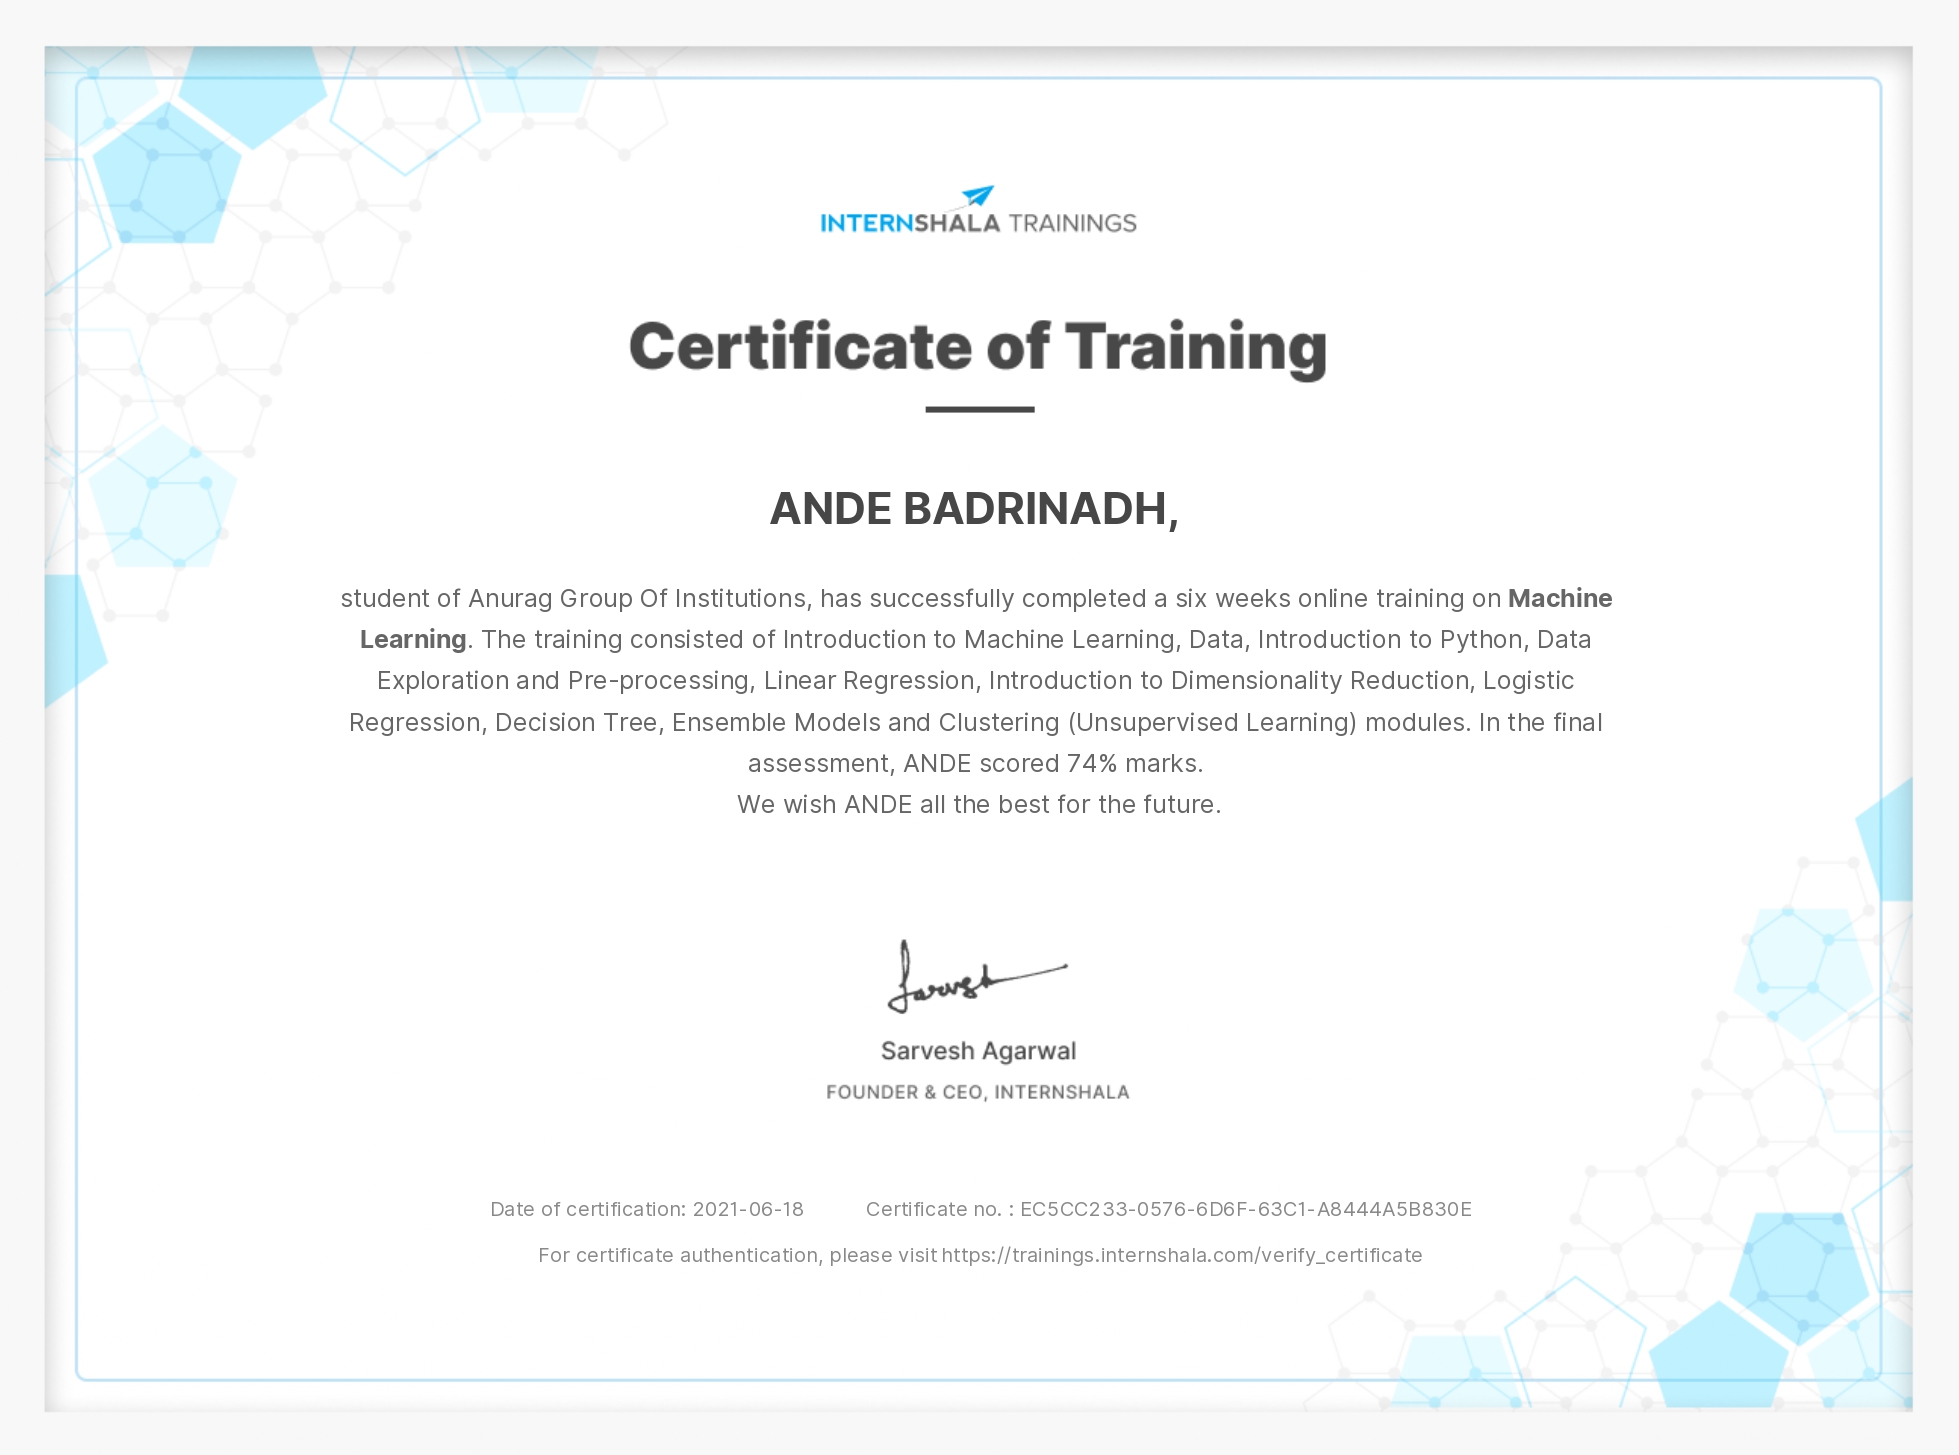 INTERNSHALA TRAININGS
Certificate of Training
ANDE BADRINADH,
student of Anurag Group Of Institutions, has successfully completed a six weeks online training on Machine
Learning. The training consisted of Introduction to Machine Learning, Data, Introduction to Python, Data
Exploration and Pre-processing, Linear Regression, Introduction to Dimensionality Reduction, Logistic
Regression, Decision Tree, Ensemble Models and Clustering (Unsupervised Learning) modules. In the final
assessment, ANDE scored 74% marks.
We wish ANDE all the best for the future.
Sarvesh
Sarvesh Agarwal
FOUNDER & CEO, INTERNSHALA
Date of certification: 2021-06-18 Certificate no. : EC5CC233-0576-6D6F-63C1-A8444A5B830E
For certificate authentication, please visit https://trainings.internshala.com/verify_certificate